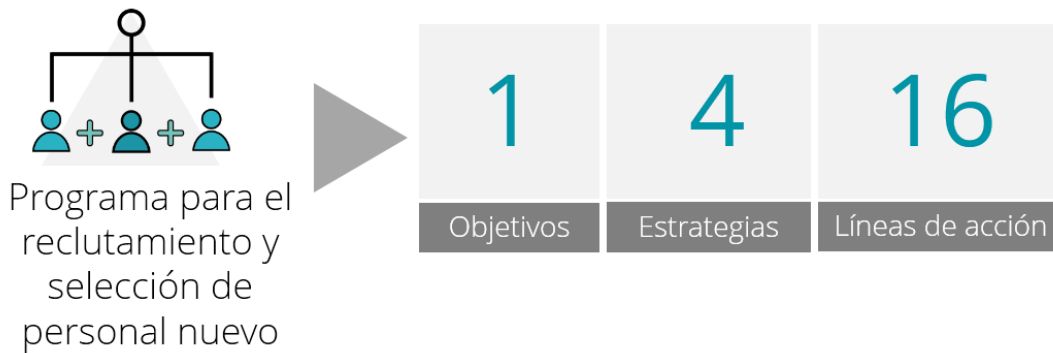 Programa para el
reclutamiento y
selección de
personal nuevo
1
Objetivos
4
Estrategias
16
Líneas de acción